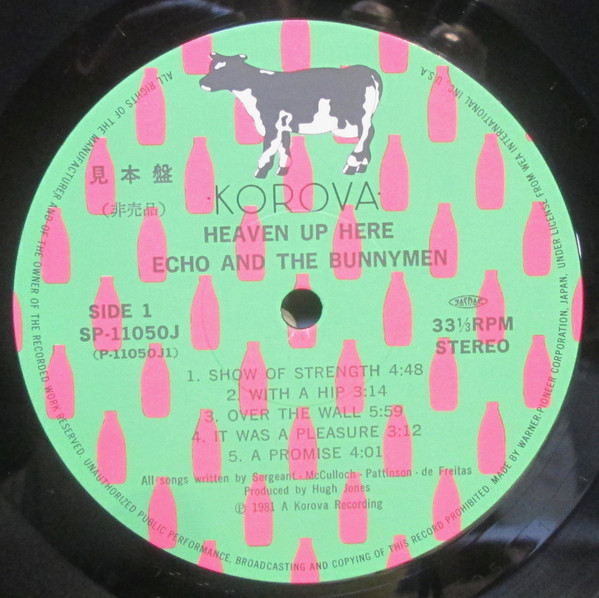 見本盤
(非売品)
·KOROVA·
HEAVEN UP HERE
ECHO AND THE BUNNYMEN
SIDE 1
SP-11050J
(P-11050J1)
JASRAC
33⅓RPM
STEREO
1. SHOW OF STRENGTH 4:48
2. WITH A HIP 3:14
3. OVER THE WALL 5:59
4. IT WAS A PLEASURE 3:12
5. A PROMISE 4:01
All songs written by Sergeant · McCulloch · Pattinson · de Freitas
Produced by Hugh Jones
℗ 1981 A Korova Recording
ALL RIGHTS OF THE MANUFACTURER AND OF THE OWNER OF THE RECORDED WORK RESERVED. UNAUTHORIZED PUBLIC PERFORMANCE, BROADCASTING AND COPYING OF THIS RECORD PROHIBITED. MADE BY WARNER-PIONEER CORPORATION, JAPAN, UNDER LICENSE FROM WEA INTERNATIONAL INC., U.S.A.